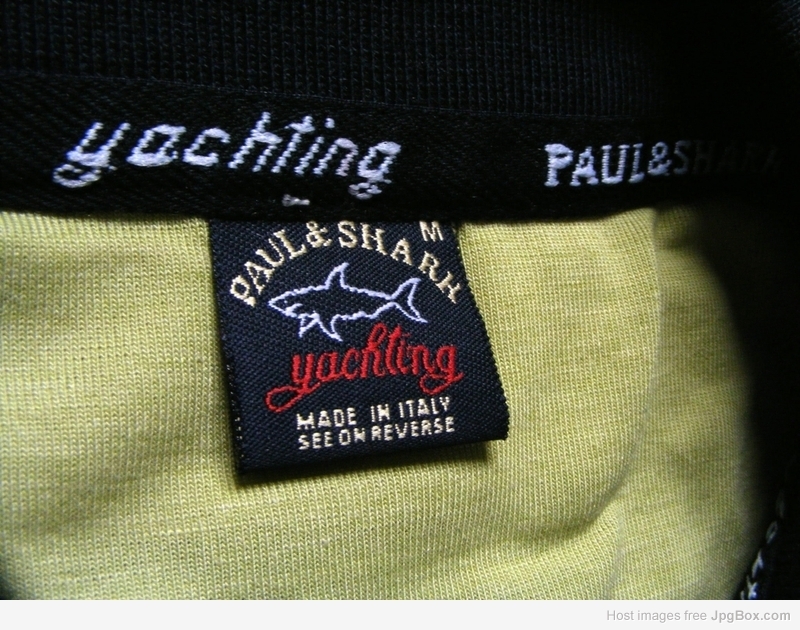 yachting PAUL&SHARK
M
PAUL&SHARK
yachting
MADE IN ITALY
SEE ON REVERSE
Host images free JpgBox.com